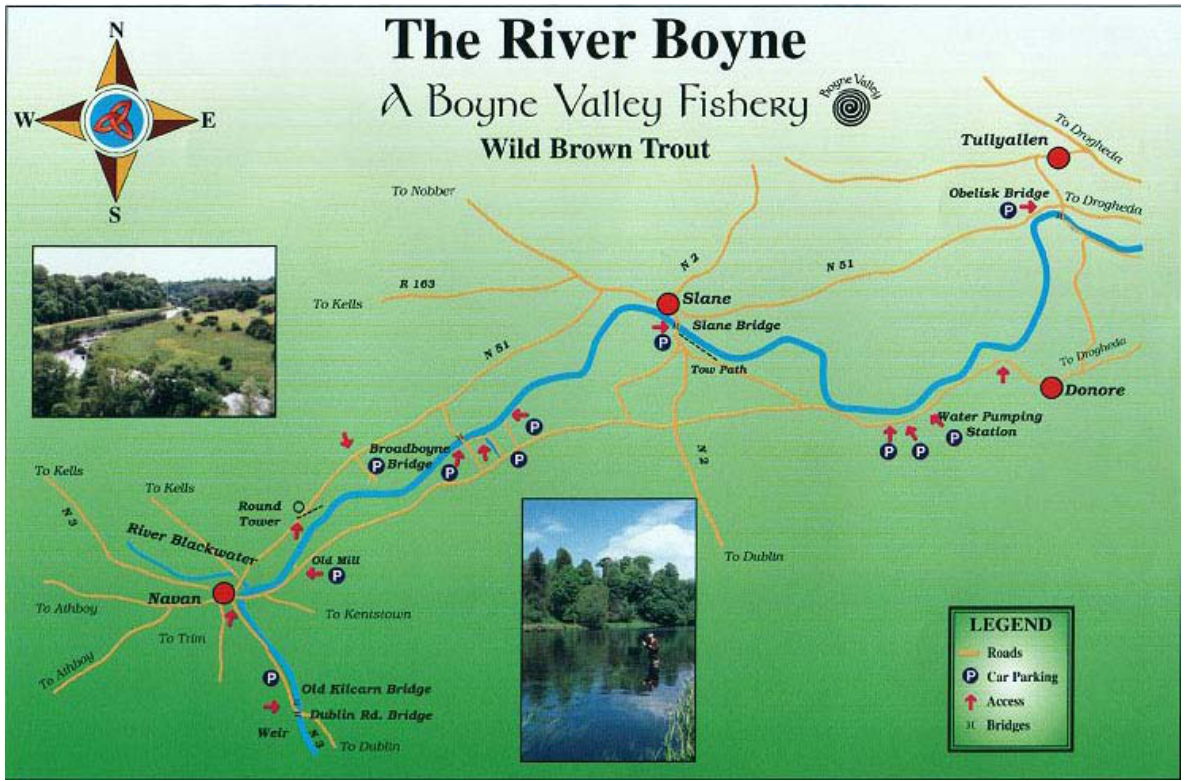 The River Boyne
A Boyne Valley Fishery
Boyne Valley
Wild Brown Trout
N
W
E
S
To Drogheda
Tullyallen
To Nobber
Obelisk Bridge
P
To Drogheda
N 2
N 51
R 163
To Kells
Slane
Slane Bridge
P
N 51
Tow Path
To Drogheda
Donore
Water Pumping
Station
P
P
P
P
Broadboyne
Bridge
P
P
P
N 2
To Kells
To Kells
N 3
Round
Tower
River Blackwater
Old Mill
P
To Dublin
Navan
To Athboy
To Kentstown
To Trim
To Athboy
P
Old Kilcarn Bridge
Dublin Rd. Bridge
Weir
N 3
To Dublin
LEGEND
Roads
P Car Parking
Access
Bridges